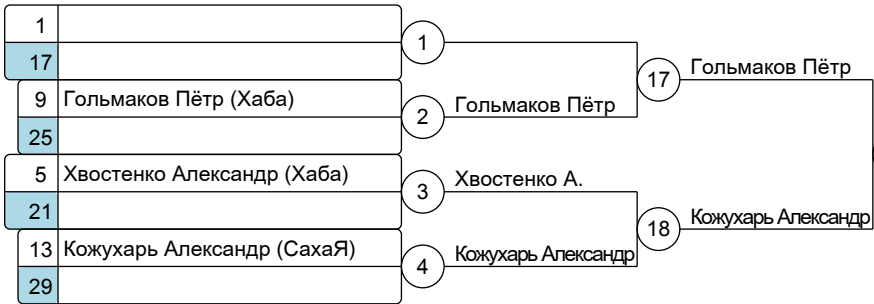 1
17
1
9 Гольмаков Пётр (Хаба)
25
2
Гольмаков Пётр
17
Гольмаков Пётр
5 Хвостенко Александр (Хаба)
21
3
Хвостенко А.
13 Кожухарь Александр (СахаЯ)
29
4
Кожухарь Александр
18
Кожухарь Александр